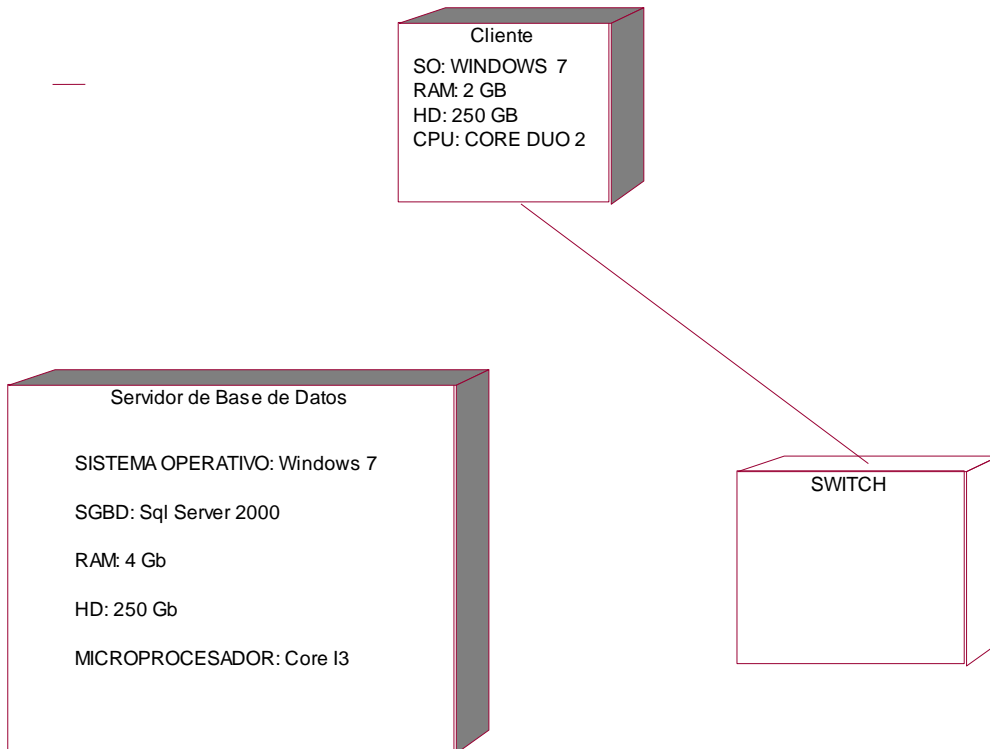 Cliente
SO: WINDOWS 7
RAM: 2 GB
HD: 250 GB
CPU: CORE DUO 2
Servidor de Base de Datos
SISTEMA OPERATIVO: Windows 7
SGBD: Sql Server 2000
RAM: 4 Gb
HD: 250 Gb
MICROPROCESADOR: Core I3
SWITCH